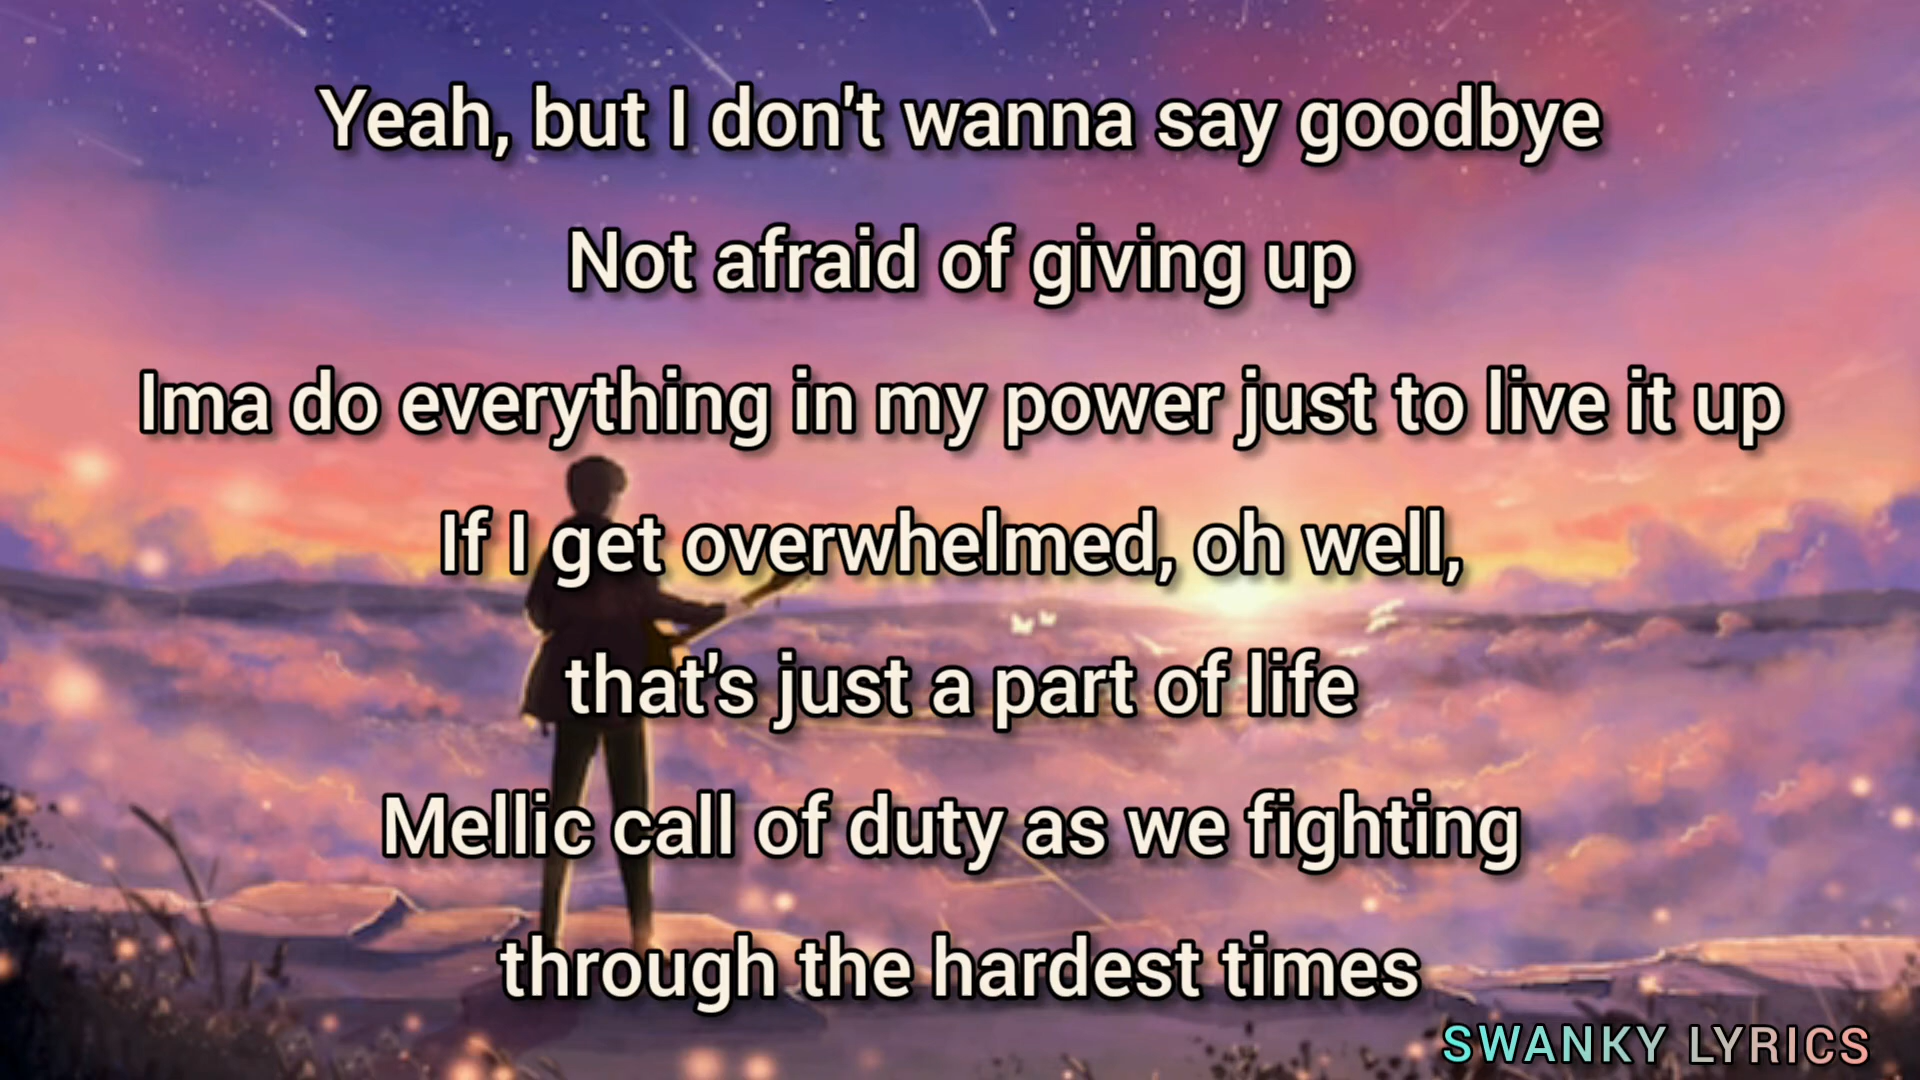 Yeah, but I don't wanna say goodbye
Not afraid of giving up
Ima do everything in my power just to live it up
If I get overwhelmed, oh well,
that's just a part of life
Mellic call of duty as we fighting
through the hardest times
SWANKY LYRICS